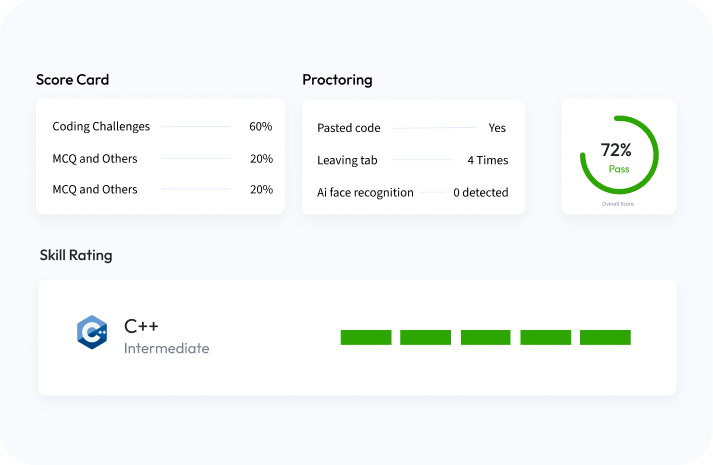 Score Card
Coding Challenges 60%
MCQ and Others 20%
MCQ and Others 20%
Proctoring
Pasted code Yes
Leaving tab 4 Times
Ai face recognition 0 detected
72%
Pass
Overall Score
Skill Rating
C++
C++
Intermediate